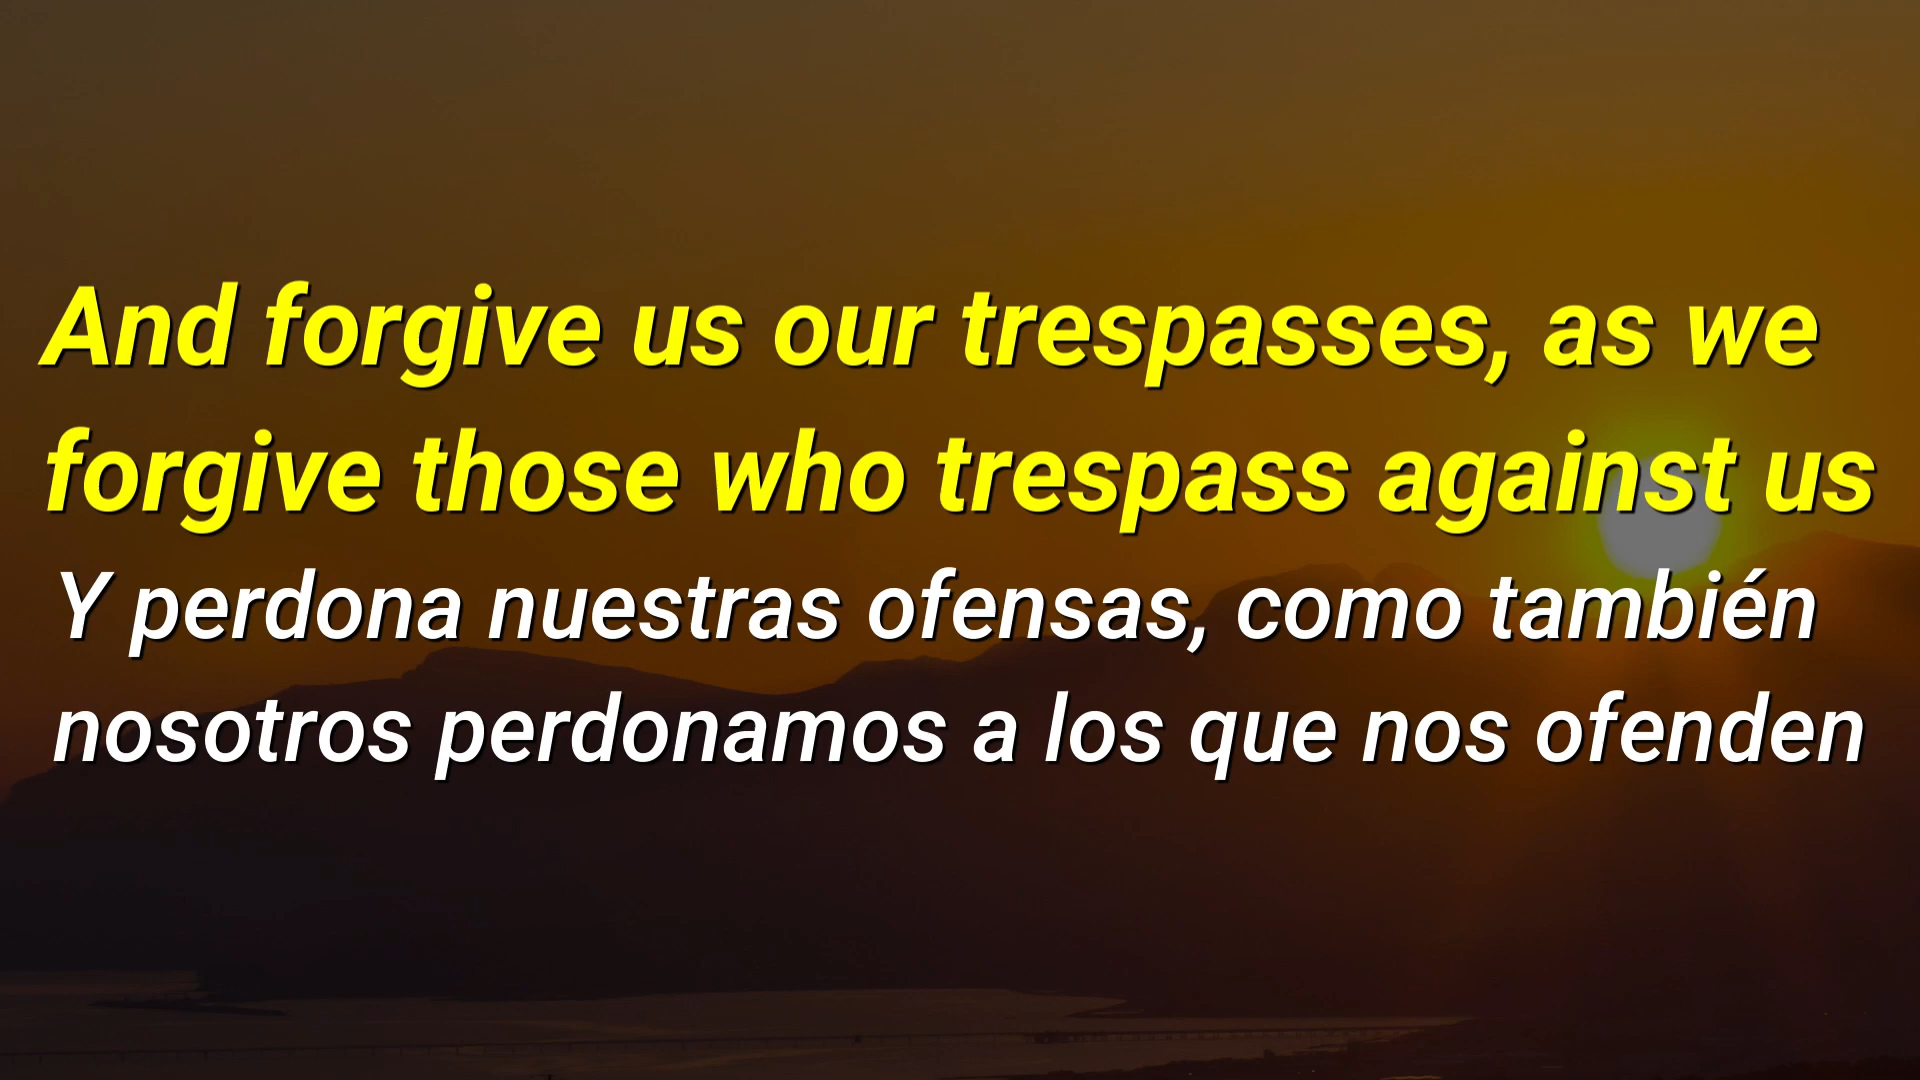 And forgive us our trespasses, as we
forgive those who trespass against us
Y perdona nuestras ofensas, como también
nosotros perdonamos a los que nos ofenden